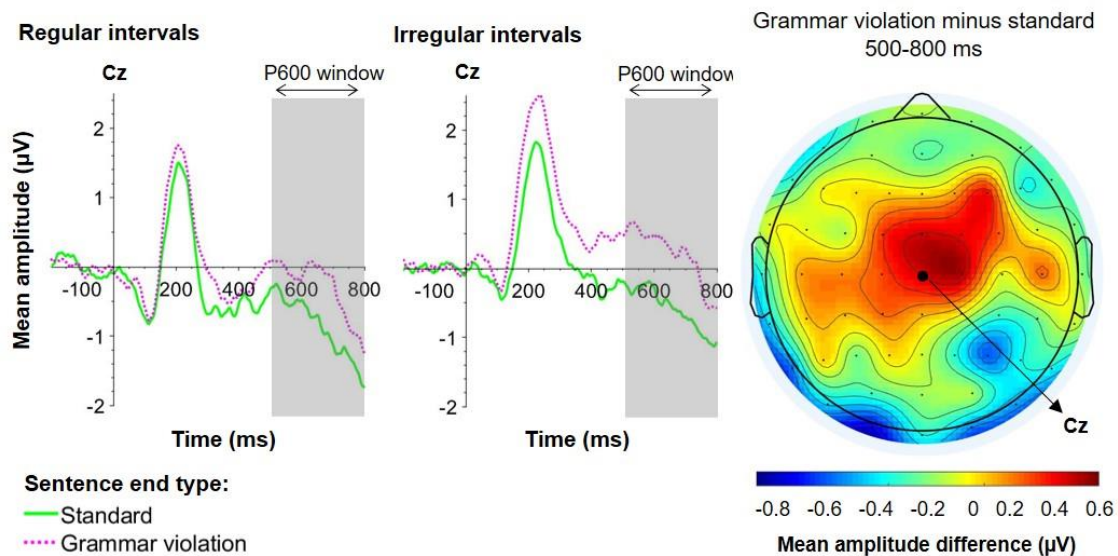 Regular intervals
Cz
P600 window
Mean amplitude (µV)
2
1
-1
-2
-100
200
400
600
800
Time (ms)
Irregular intervals
Cz
P600 window
2
1
-1
-2
-100
200
400
600
800
Time (ms)
Grammar violation minus standard
500-800 ms
Cz
-0.8 -0.6 -0.4 -0.2 0 0.2 0.4 0.6
Mean amplitude difference (µV)
Sentence end type:
Standard
Grammar violation